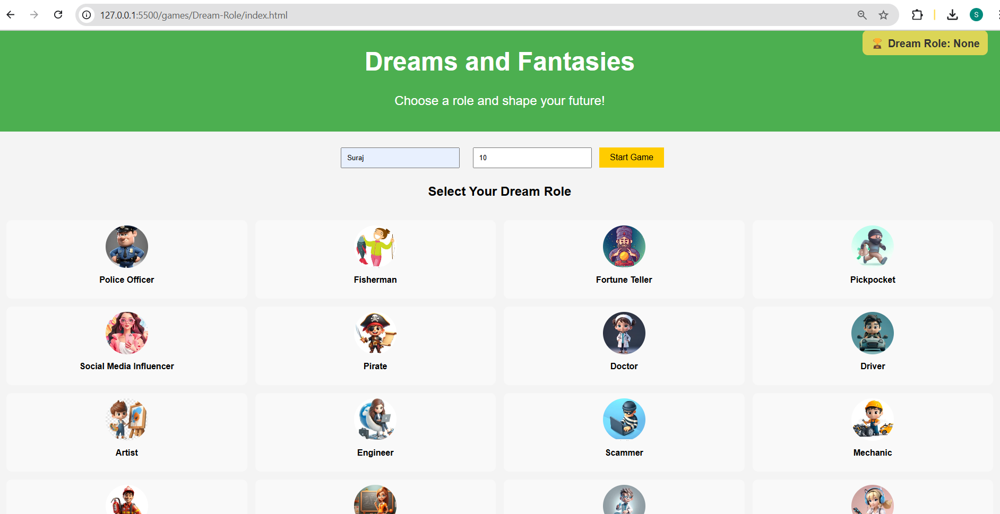 127.0.0.1:5500/games/Dream-Role/index.html
S
Dream Role: None
Dreams and Fantasies
Choose a role and shape your future!
Suraj
10
Start Game
Select Your Dream Role
Police Officer
Fisherman
Fortune Teller
Pickpocket
Social Media Influencer
Pirate
Doctor
Driver
Artist
Engineer
Scammer
Mechanic